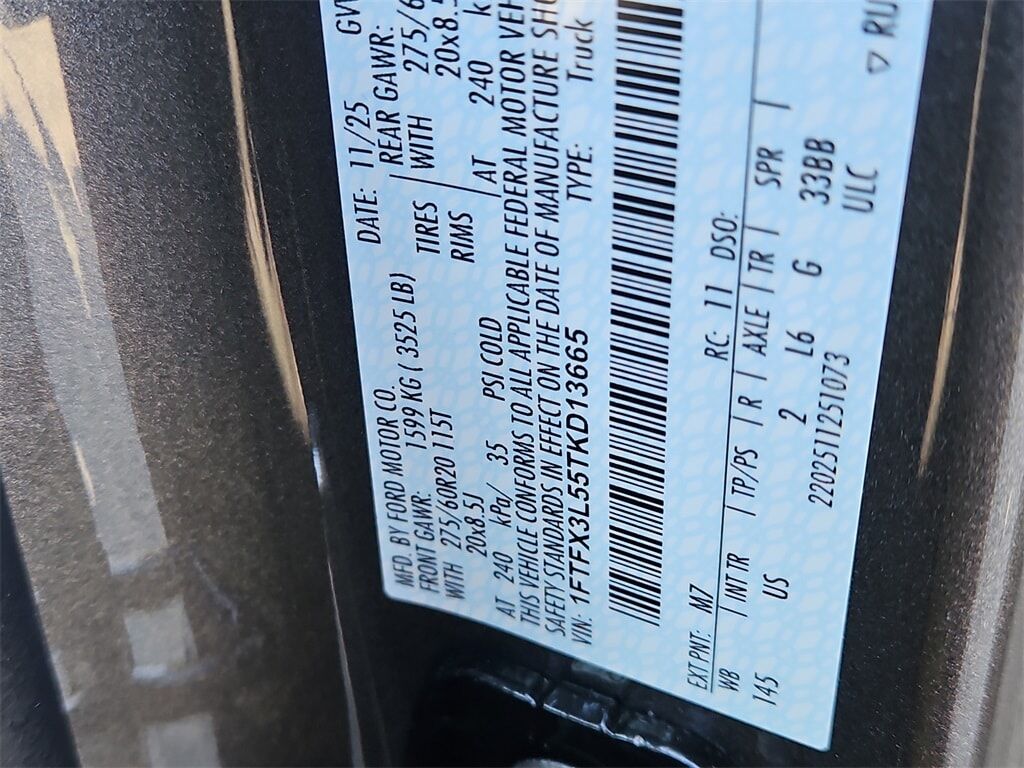 MFD. BY FORD MOTOR CO.
DATE: 11/25
FRONT GAWR: 1599 KG ( 3525 LB)
REAR GAWR:
WITH 275/60R20 115T
TIRES WITH 275/6
20x8.5J
RIMS 20x8.5
AT 240 kPa/ 35 PSI COLD
AT 240
THIS VEHICLE CONFORMS TO ALL APPLICABLE FEDERAL MOTOR VEH
SAFETY STANDARDS IN EFFECT ON THE DATE OF MANUFACTURE SHO
VIN: 1FTFX3L55TKD13665
TYPE: Truck
EXT PNT: M7 RC: 11 DSO:
WB INT TR TP/PS R AXLE TR SPR
145 US 2 L6 G 33BB
2202511251073 ULC
▽ RU